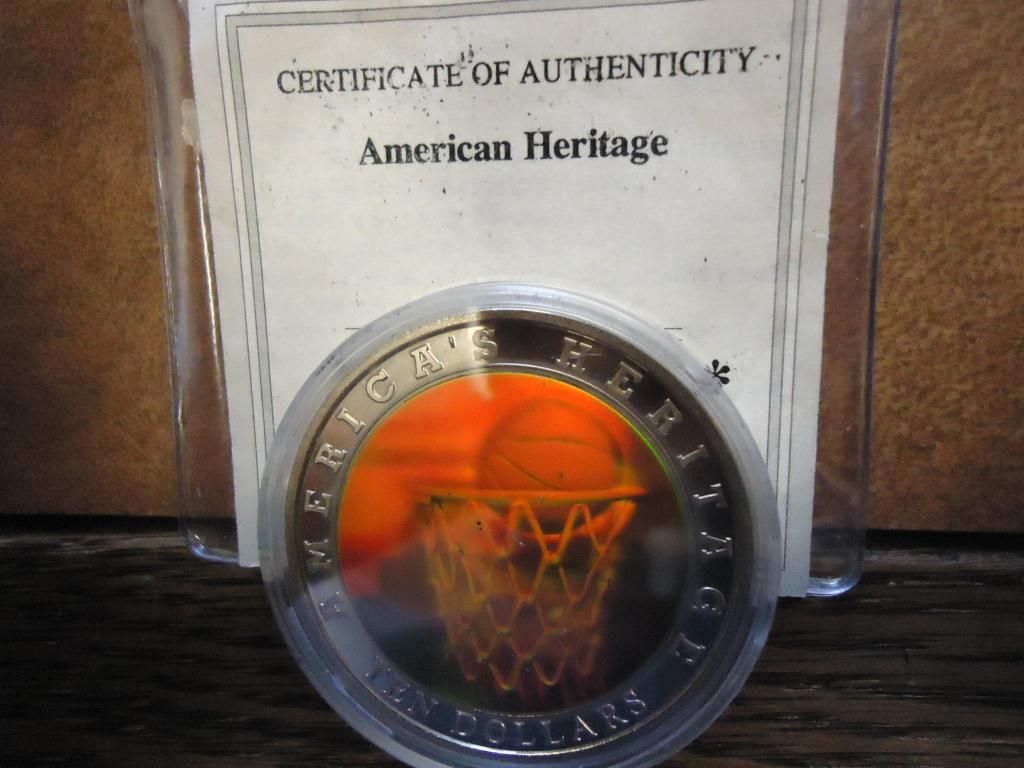 CERTIFICATE OF AUTHENTICITY
American Heritage
*
AMERICA'S HERITAGE
TEN DOLLARS